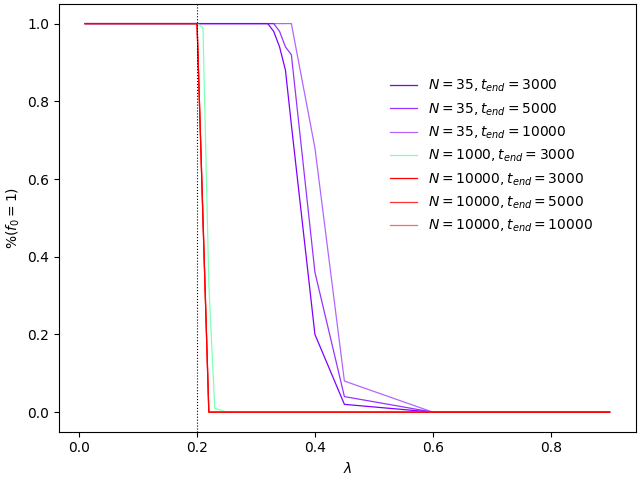 1.0
0.8
0.6
0.4
0.2
0.0
%(f₀ = 1)
N = 35, t_end = 3000
N = 35, t_end = 5000
N = 35, t_end = 10000
N = 1000, t_end = 3000
N = 10000, t_end = 3000
N = 10000, t_end = 5000
N = 10000, t_end = 10000
0.0 0.2 0.4 0.6 0.8
λ